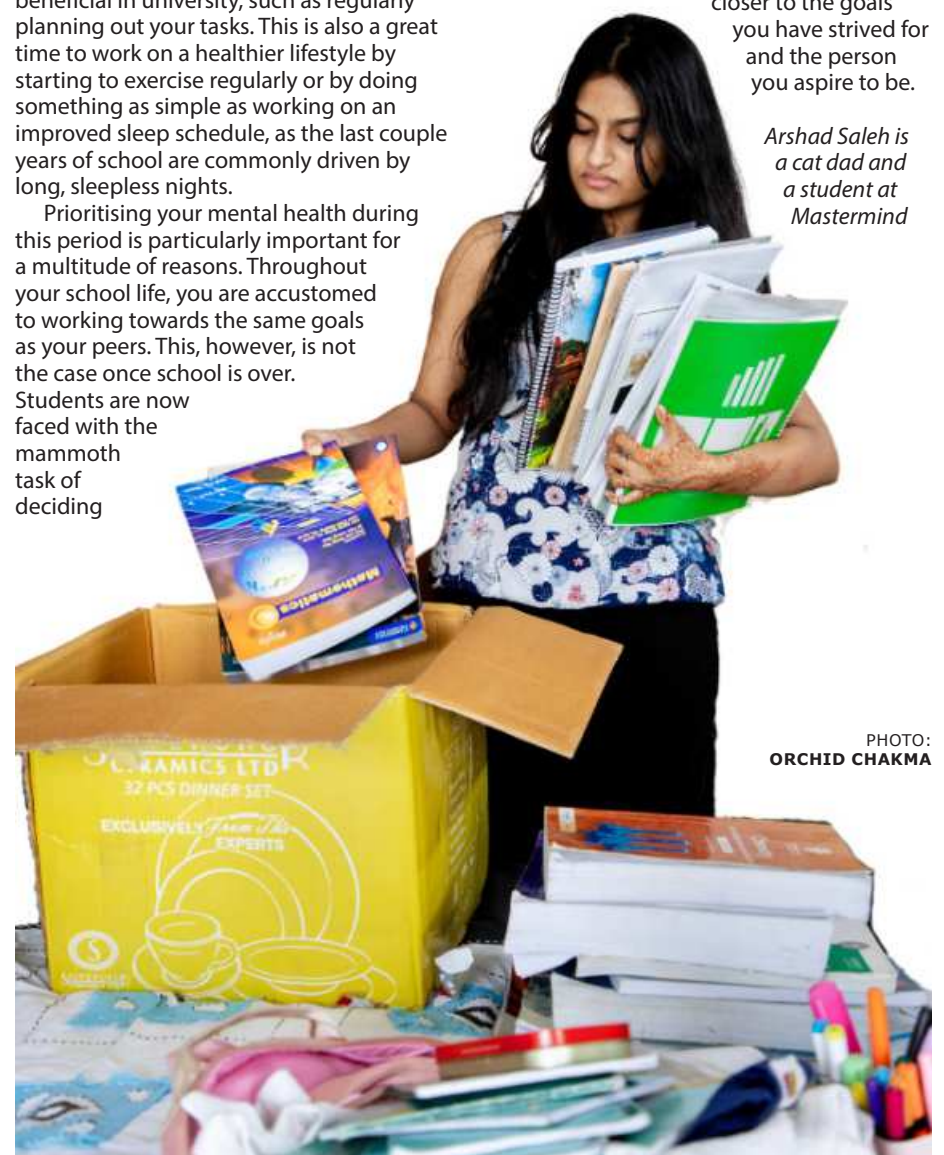 beneficial in university, such as regularly
planning out your tasks. This is also a great
time to work on a healthier lifestyle by
starting to exercise regularly or by doing
something as simple as working on an
improved sleep schedule, as the last couple
years of school are commonly driven by
long, sleepless nights.
Prioritising your mental health during
this period is particularly important for
a multitude of reasons. Throughout
your school life, you are accustomed
to working towards the same goals
as your peers. This, however, is not
the case once school is over.
Students are now
faced with the
mammoth
task of
deciding
closer to the goals
you have strived for
and the person
you aspire to be.
Arshad Saleh is
a cat dad and
a student at
Mastermind
PHOTO:
ORCHID CHAKMA
Mathematics
CERAMICS LTD
32 PCS DINNER SET
EXCLUSIVELY From The
EXPERTS